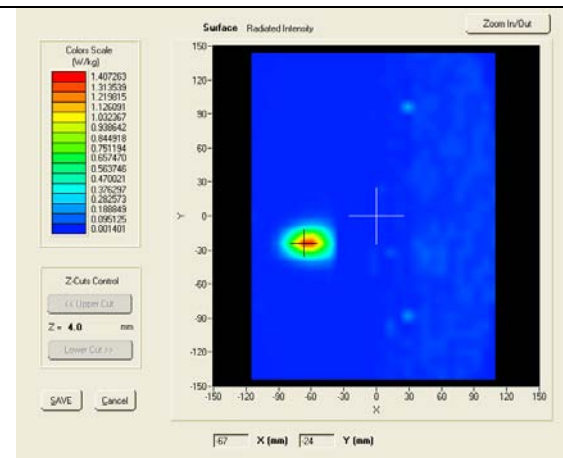 Surface Radiated Intensity
Zoom In/Out
Colors Scale
(W/kg)
1.407263
1.313539
1.219815
1.126091
1.032367
0.938642
0.844918
0.751194
0.657470
0.563746
0.470021
0.376297
0.282573
0.188849
0.095125
0.001401
Z-Cuts Control
<< Upper Cut
Z = 4.0 mm
Lower Cut >>
SAVE Cancel
150
120
90
60
30
0
-30
-60
-90
-120
-150
Y
-150 -120 -90 -60 -30 0 30 60 90 120 150
X
-67 X (mm) -24 Y (mm)